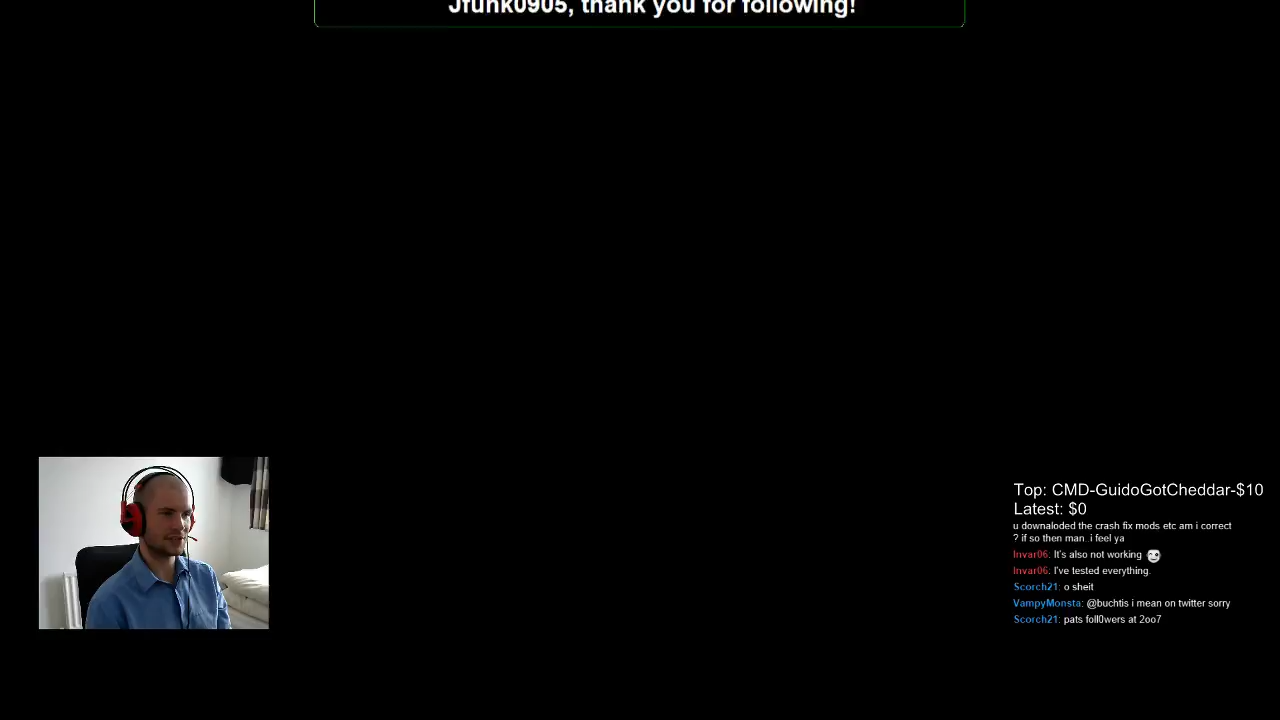 Jfunk0905, thank you for following!
Top: CMD-GuidoGotCheddar-$10
Latest: $0
u downaloded the crash fix mods etc am i correct
? if so then man..i feel ya
Invar06: It's also not working
Invar06: I've tested everything.
Scorch21: o sheit
VampyMonsta: @buchtis i mean on twitter sorry
Scorch21: pats foll0wers at 2oo7